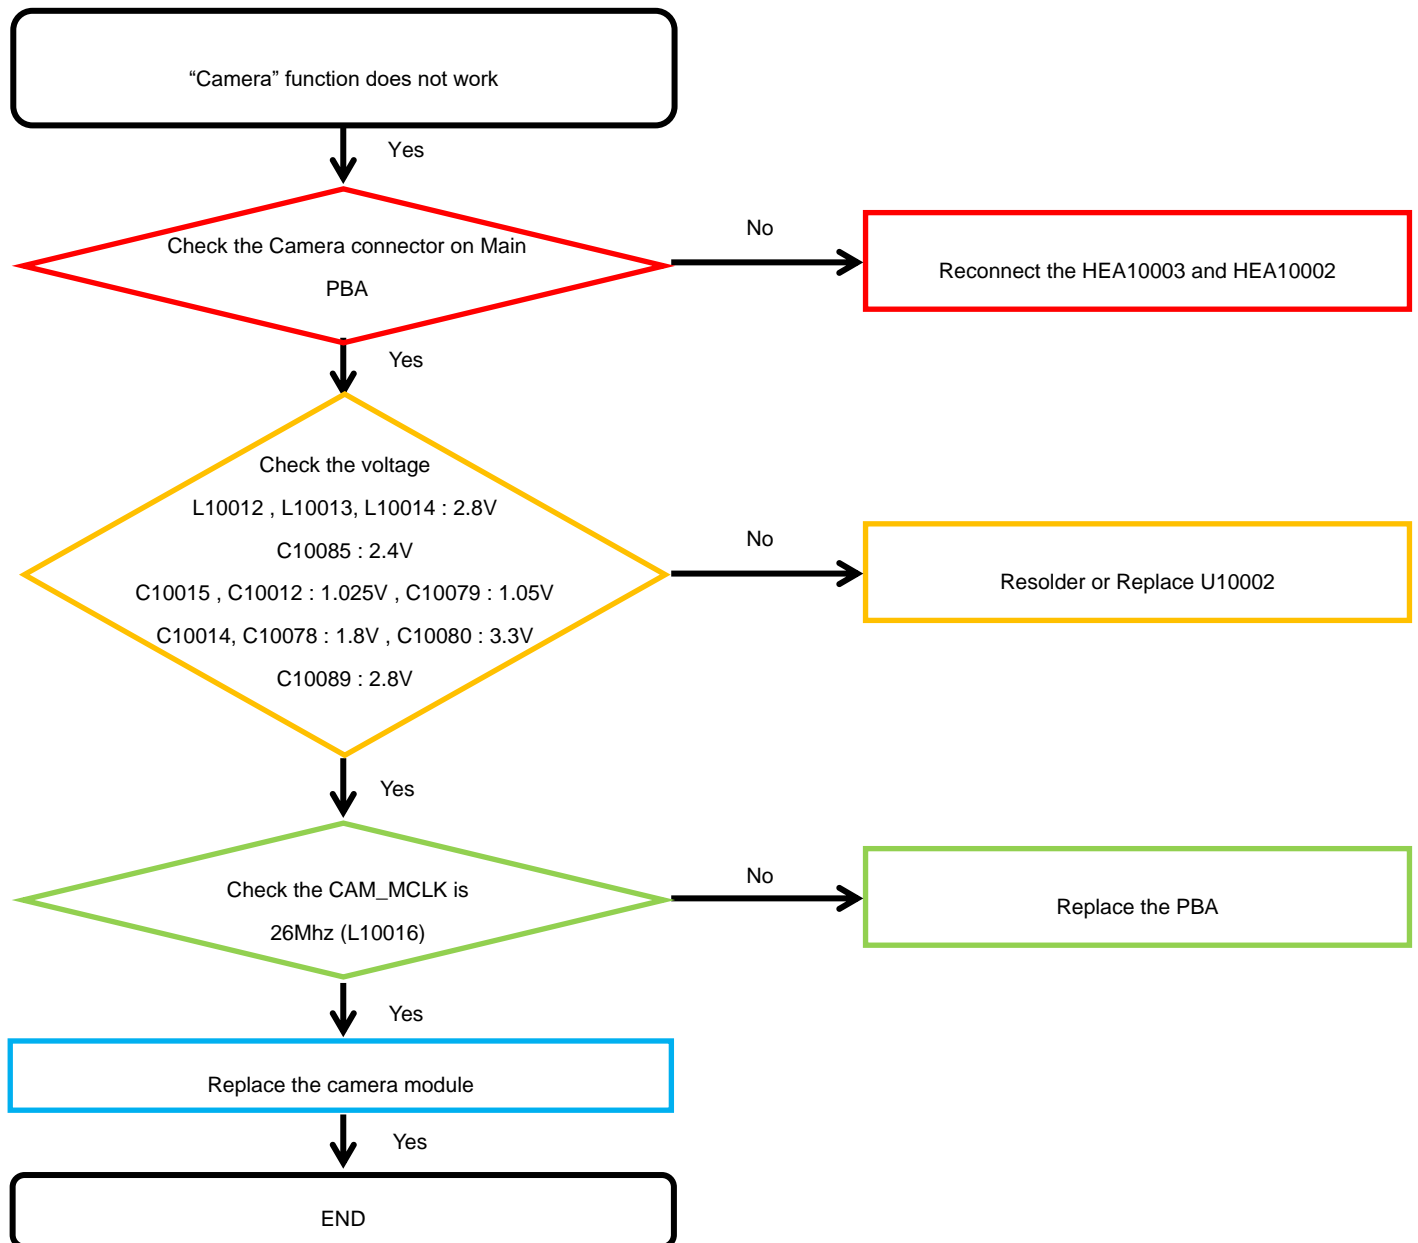 “Camera” function does not work
Yes
Check the Camera connector on Main
PBA
No
Reconnect the HEA10003 and HEA10002
Yes
Check the voltage
L10012 , L10013, L10014 : 2.8V
C10085 : 2.4V
C10015 , C10012 : 1.025V , C10079 : 1.05V
C10014, C10078 : 1.8V , C10080 : 3.3V
C10089 : 2.8V
No
Resolder or Replace U10002
Yes
Check the CAM_MCLK is
26Mhz (L10016)
No
Replace the PBA
Yes
Replace the camera module
Yes
END